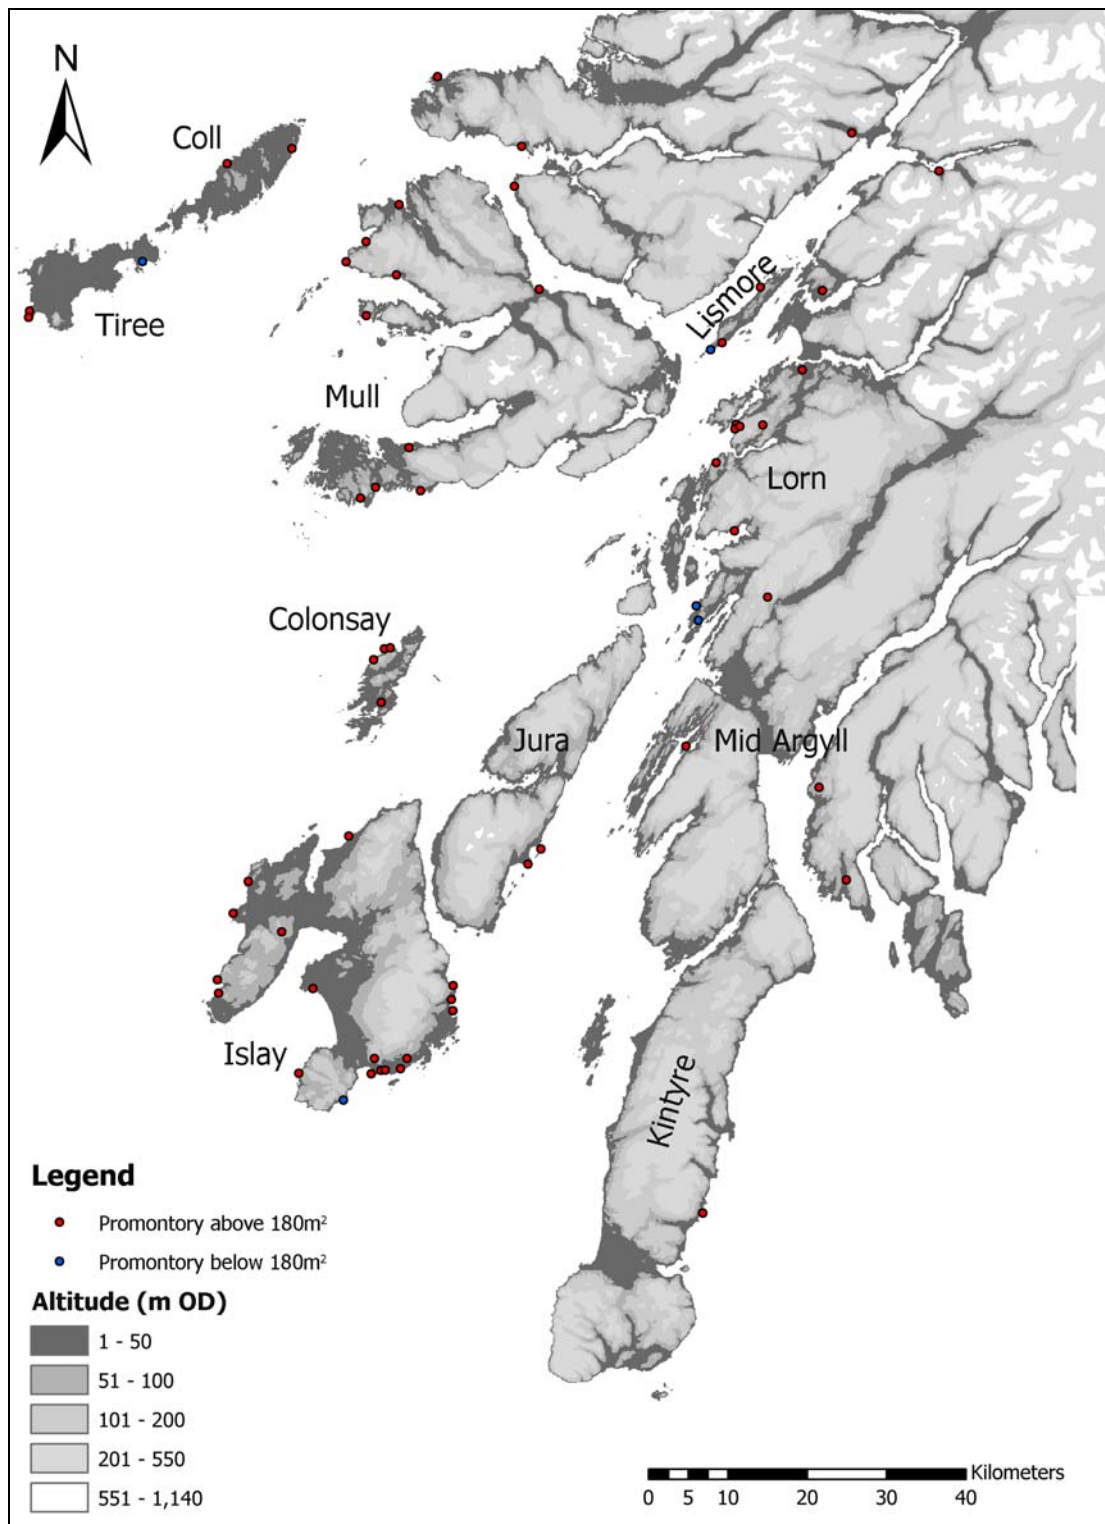 N
Coll
Tiree
Lismore
Mull
Lorn
Colonsay
Jura
Mid Argyll
Islay
Kintyre
Legend
Promontory above 180m²
Promontory below 180m²
Altitude (m OD)
1 - 50
51 - 100
101 - 200
201 - 550
551 - 1,140
Kilometers
0 5 10 20 30 40